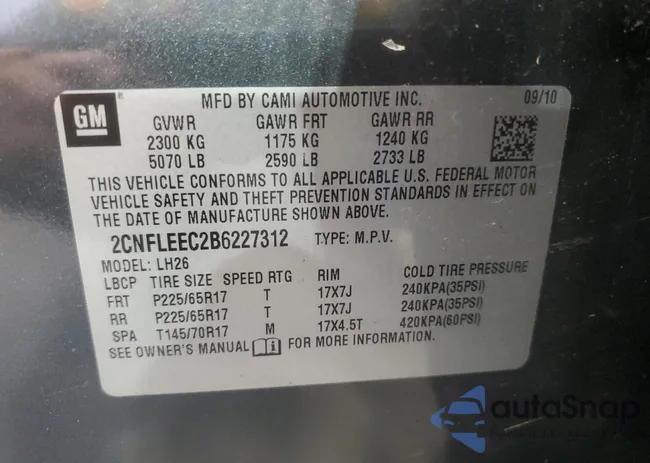 GM
MFD BY CAMI AUTOMOTIVE INC. 09/10
GVWR GAWR FRT GAWR RR
2300 KG 1175 KG 1240 KG
5070 LB 2590 LB 2733 LB
THIS VEHICLE CONFORMS TO ALL APPLICABLE U.S. FEDERAL MOTOR
VEHICLE SAFETY AND THEFT PREVENTION STANDARDS IN EFFECT ON
THE DATE OF MANUFACTURE SHOWN ABOVE.
2CNFLEEC2B6227312 TYPE: M.P.V.
MODEL: LH26
LBCP TIRE SIZE SPEED RTG RIM COLD TIRE PRESSURE
FRT P225/65R17 T 17X7J 240KPA(35PSI)
RR P225/65R17 T 17X7J 240KPA(35PSI)
SPA T145/70R17 M 17X4.5T 420KPA(60PSI)
SEE OWNER'S MANUAL FOR MORE INFORMATION.
autaSnap